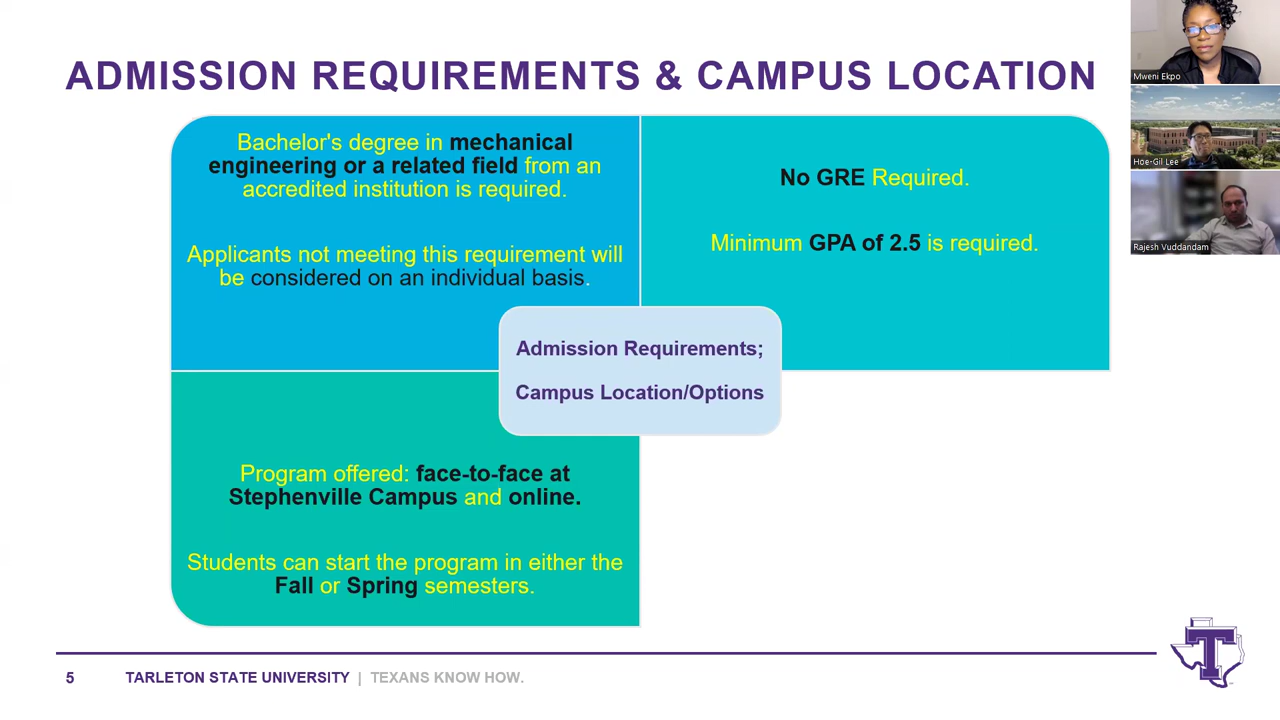 ADMISSION REQUIREMENTS & CAMPUS LOCATION
Bachelor's degree in mechanical
engineering or a related field from an
accredited institution is required.
Applicants not meeting this requirement will
be considered on an individual basis.
No GRE Required.
Minimum GPA of 2.5 is required.
Admission Requirements;
Campus Location/Options
Program offered: face-to-face at
Stephenville Campus and online.
Students can start the program in either the
Fall or Spring semesters.
Mweni Ekpo
Hoe-Gil Lee
Rajesh Vuddandam
5
TARLETON STATE UNIVERSITY | TEXANS KNOW HOW.
T